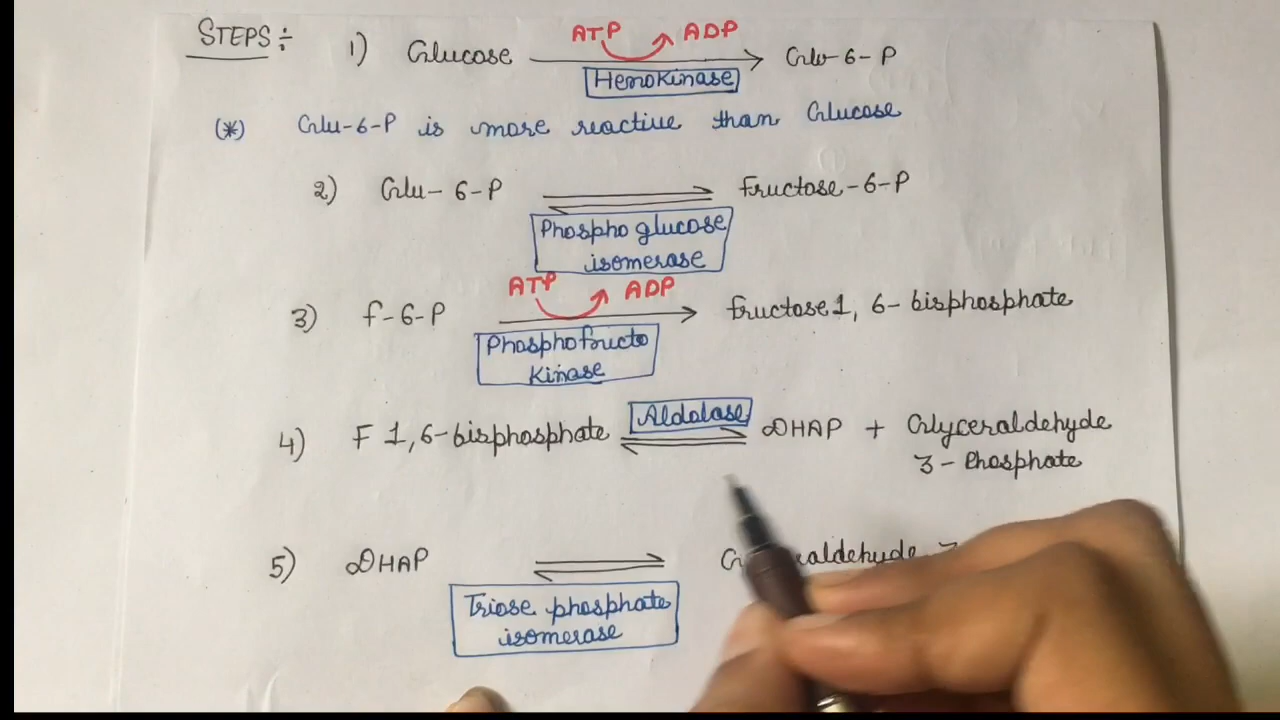 STEPS÷ 1) Glucose ATP ADP Glu-6-P
Hexokinase
(*) Glu-6-P is more reactive than Glucose
2) Glu-6-P Fructose-6-P
Phospho glucose
isomerase
ATP ADP
3) f-6-P fructose 1, 6-bisphosphate
Phosphofructo
Kinase
Aldolase
4) F 1,6-bisphosphate DHAP + Glyceraldehyde
3-Phosphate
5) DHAP
Triose phosphate
isomerase